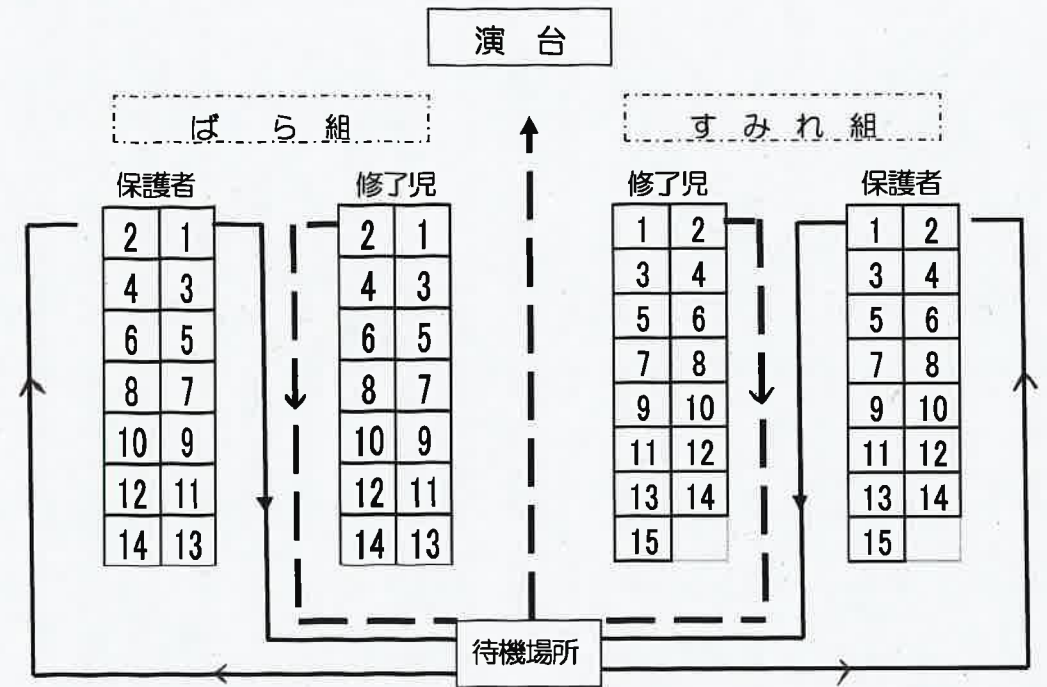 演 台
ば ら 組
す み れ 組
保護者
修了児
修了児
保護者
2 1 2 1 1 2 1 2
4 3 4 3 3 4 3 4
6 5 6 5 5 6 5 6
8 7 8 7 7 8 7 8
10 9 10 9 9 10 9 10
12 11 12 11 11 12 11 12
14 13 14 13 13 14 13 14
15 15
待機場所